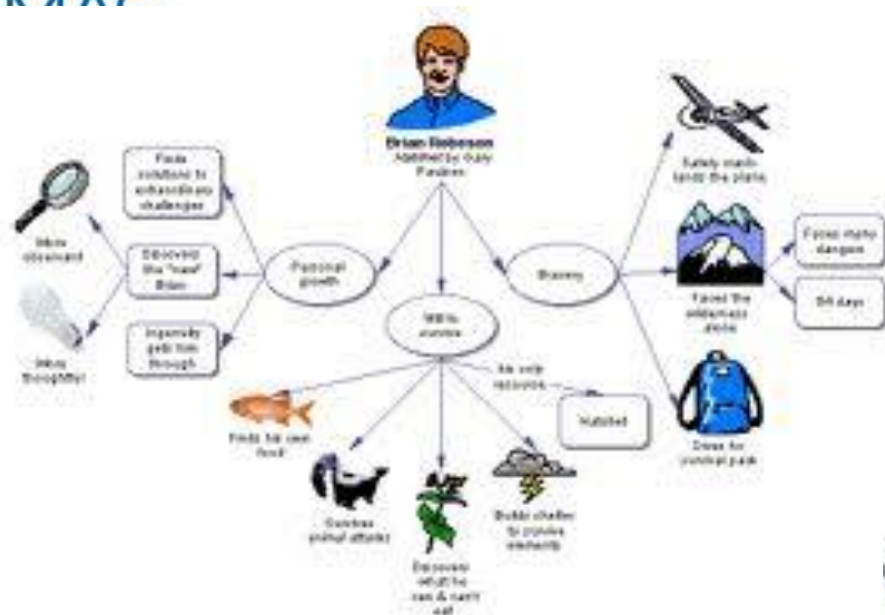 Brian Robeson
Hatchet by Gary
Paulsen
Finds
solutions to
extraordinary
challenges
More
observant
Discovers
the "new"
Brian
Ingenuity
gets him
through
More
thoughtful
Personal
growth
Will to
survive
Bravery
Safely
lands the plane
Faces the
wilderness
alone
Faces many
dangers
54 days
Dives for
survival pack
his only
resource
Hatchet
Finds his own
food
Survives
animal attacks
Discovers
what he
can & can't
eat
Builds shelter
to survive
elements